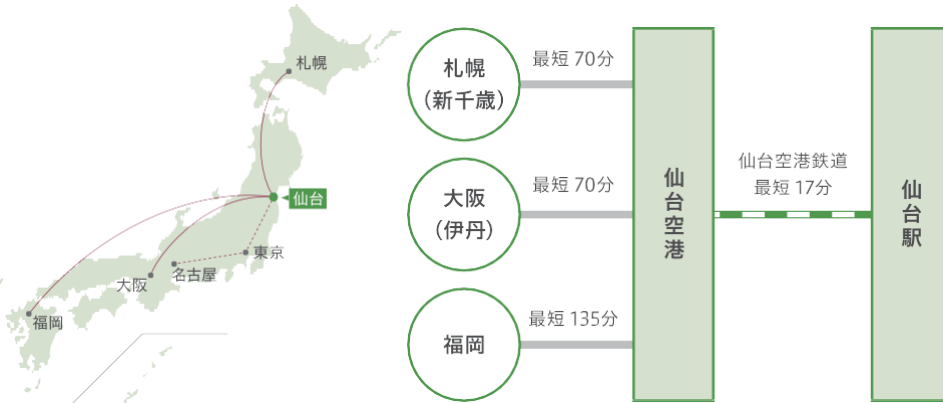 札幌
仙台
東京
名古屋
大阪
福岡
札幌
(新千歳)
最短 70分
大阪
(伊丹)
最短 70分
福岡
最短 135分
仙台空港
仙台空港鉄道
最短 17分
仙台駅